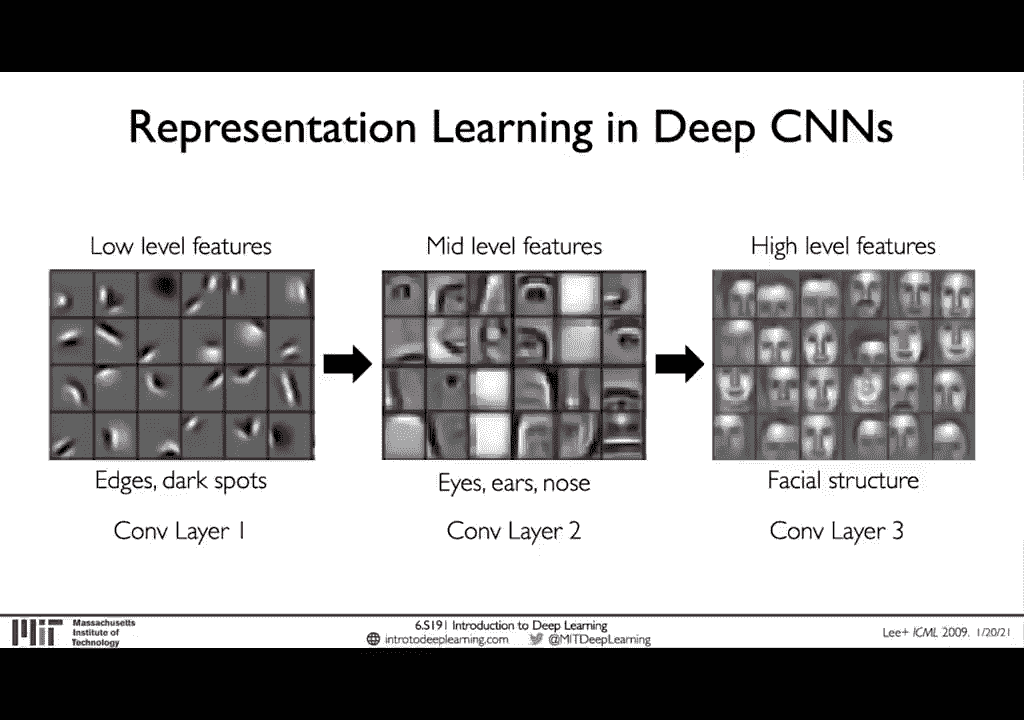 Representation Learning in Deep CNNs
Low level features
Mid level features
High level features
Edges, dark spots
Eyes, ears, nose
Facial structure
Conv Layer 1
Conv Layer 2
Conv Layer 3
Massachusetts
Institute of
Technology
6.S191 Introduction to Deep Learning
introtodeeplearning.com @MITDeepLearning
Lee+ ICML 2009. 1/20/21